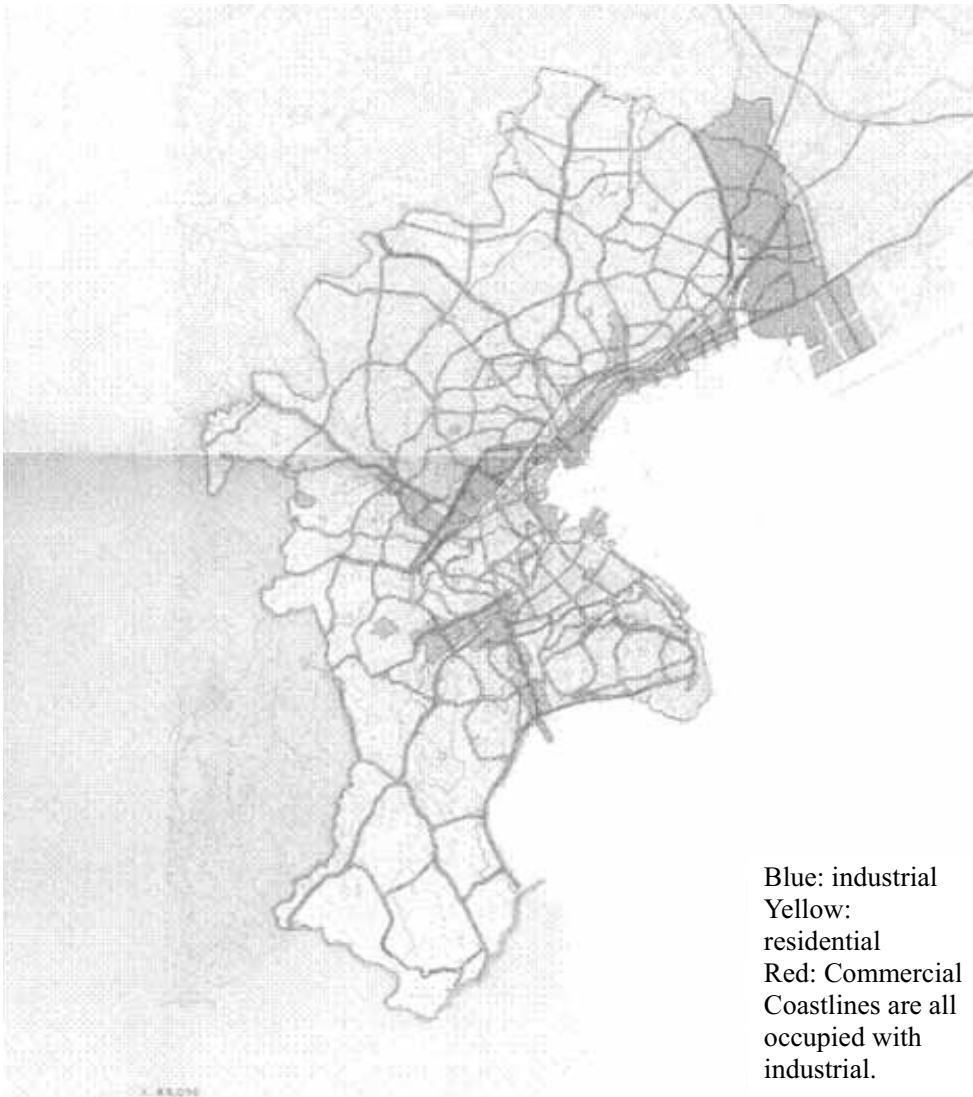 Blue: industrial
Yellow:
residential
Red: Commercial
Coastlines are all
occupied with
industrial.